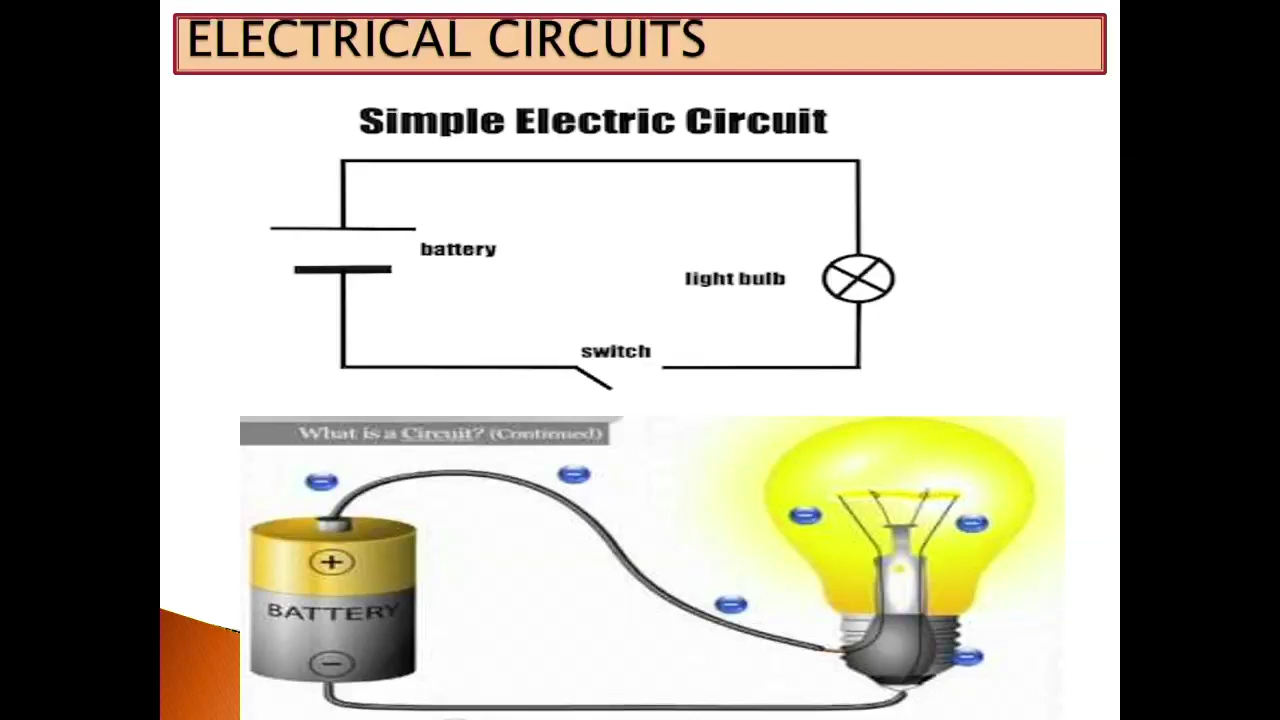 ELECTRICAL CIRCUITS
Simple Electric Circuit
battery
light bulb
switch
What is a Circuit? (Continued)
+
BATTERY
−